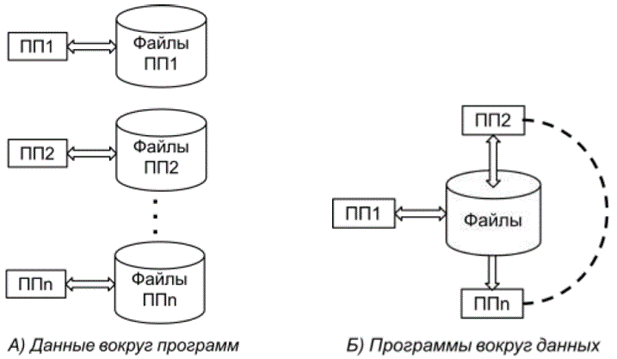 ПП1
Файлы
ПП1
ПП2
Файлы
ПП2
ППn
Файлы
ППn
А) Данные вокруг программ
ПП2
ПП1
Файлы
ППn
Б) Программы вокруг данных